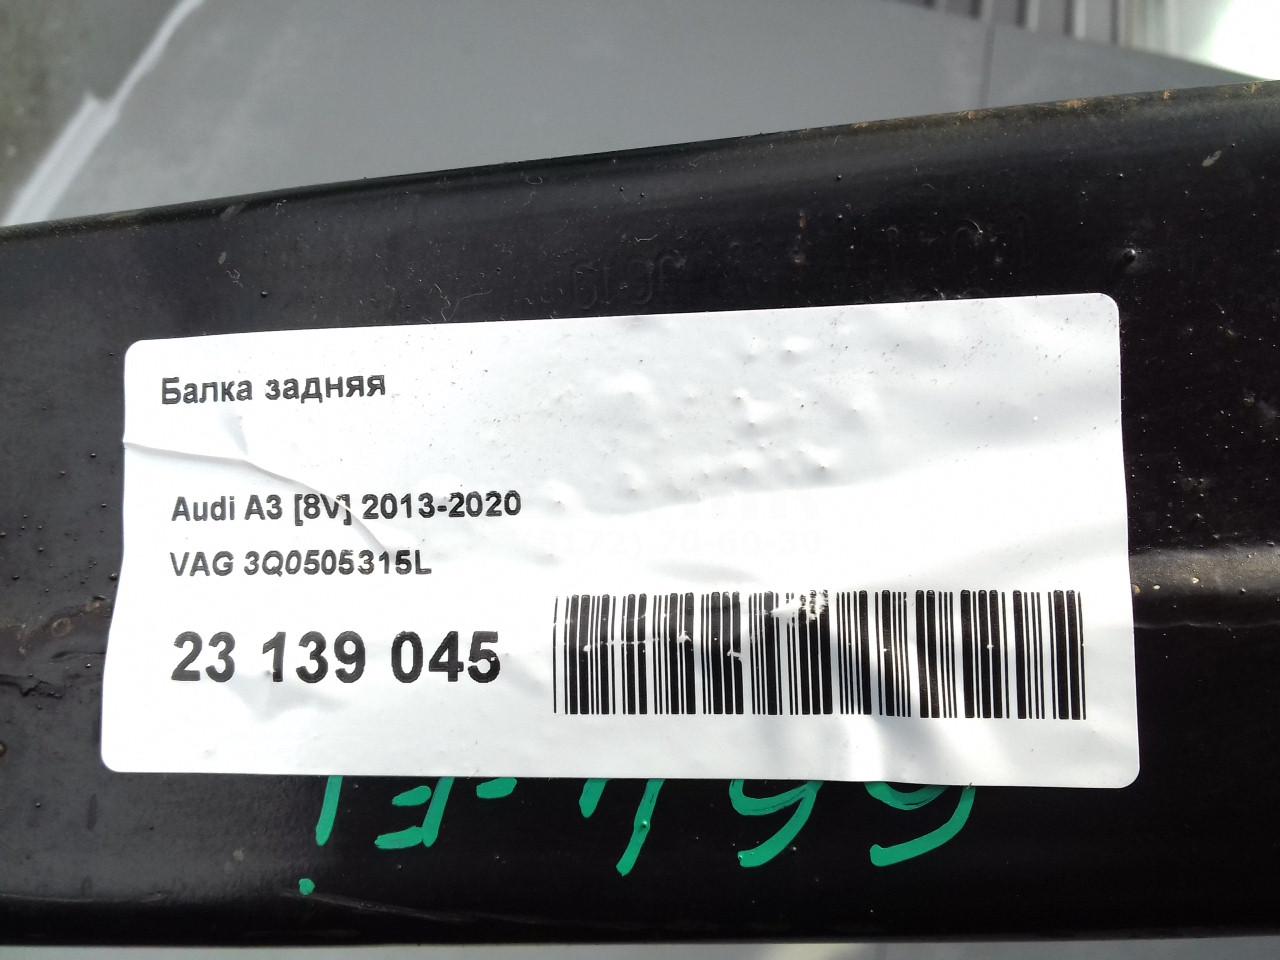 Балка задняя
Audi A3 [8V] 2013-2020
VAG 3Q0505315L
23 139 045